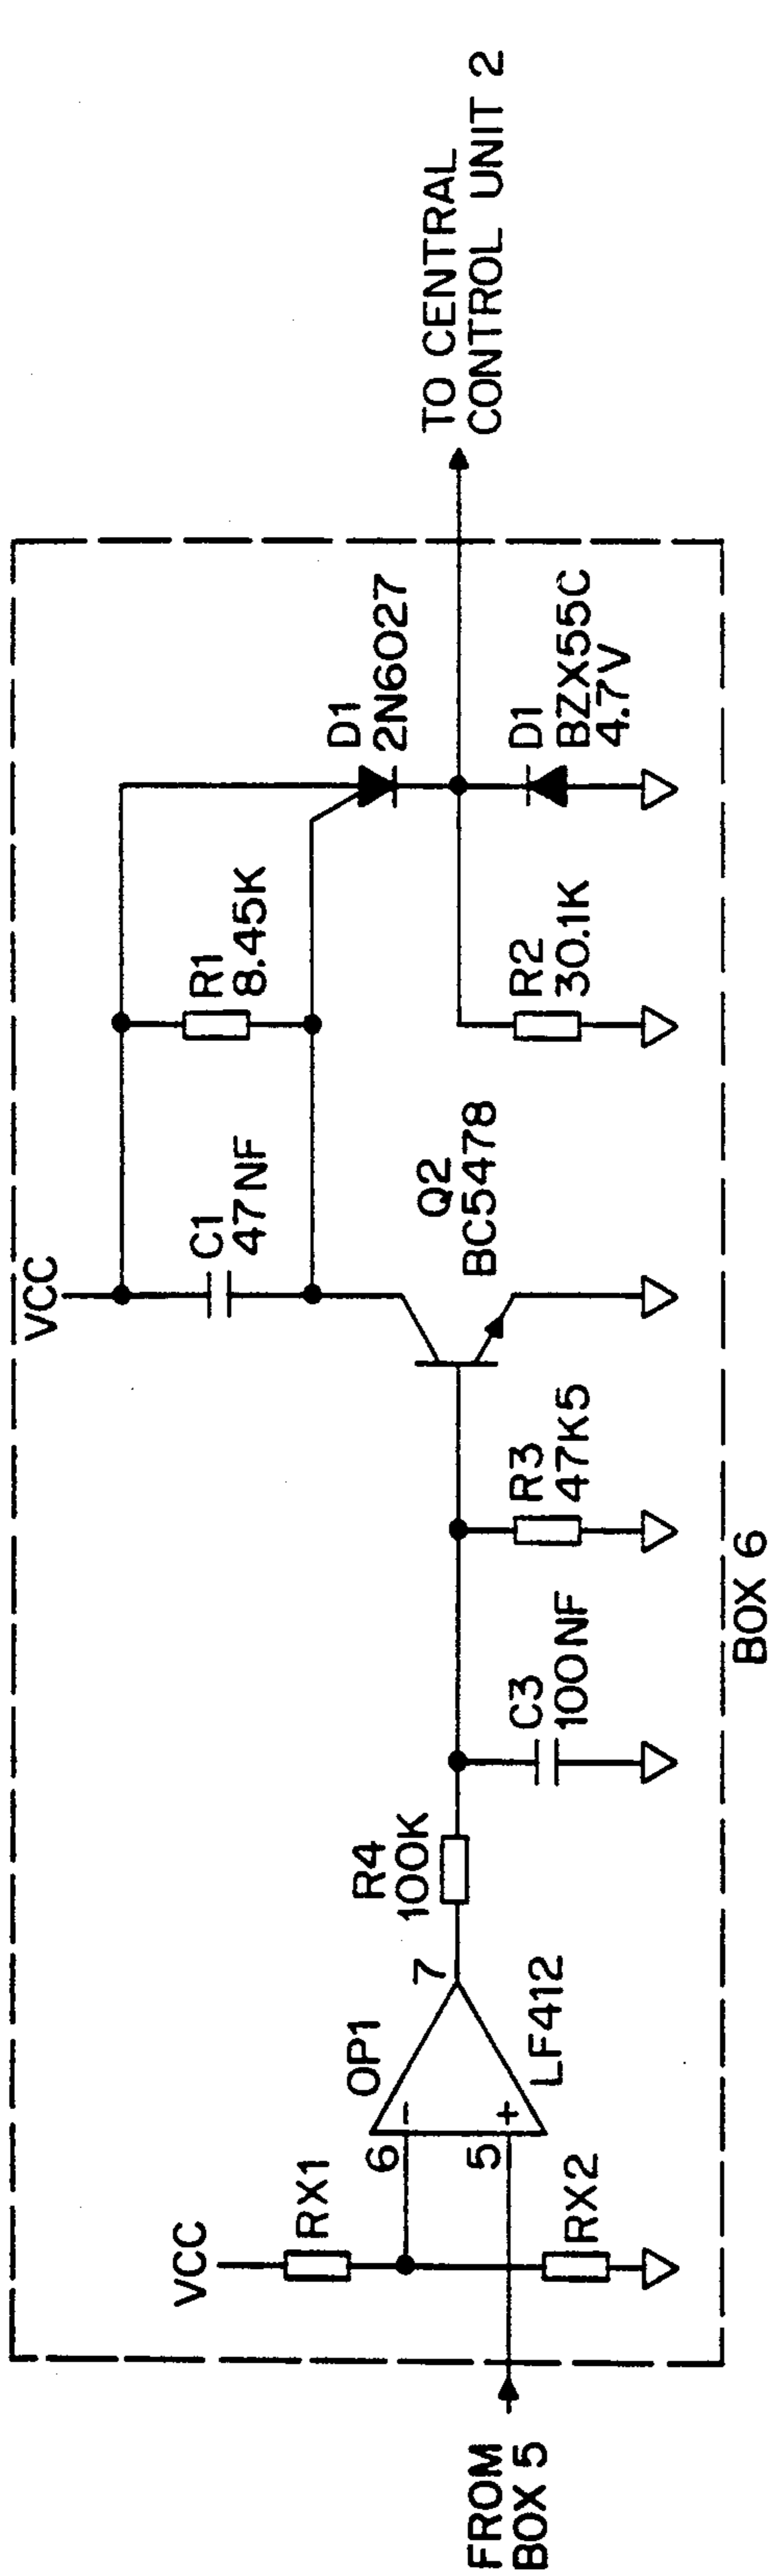 VCC
C1
47NF
R1
8.45K
D1
2N6027
TO CENTRAL
CONTROL UNIT 2
VCC
RX1
OP1
6
-
5
+
7
LF412
RX2
R4
100K
C3
100NF
R3
47K5
Q2
BC5478
R2
30.1K
D1
BZX55C
4.7V
FROM
BOX 5
BOX 6